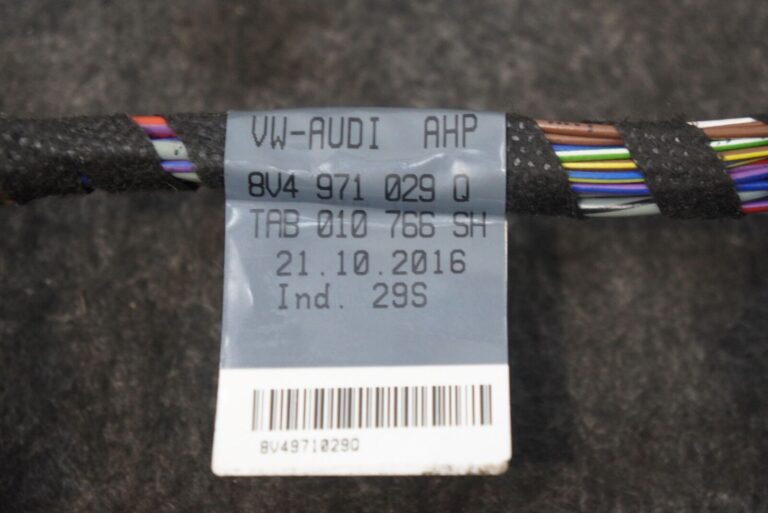 VW-AUDI AHP
8V4 971 029 Q
TAB 010 766 SH
21.10.2016
Ind. 29S
8V4971029Q